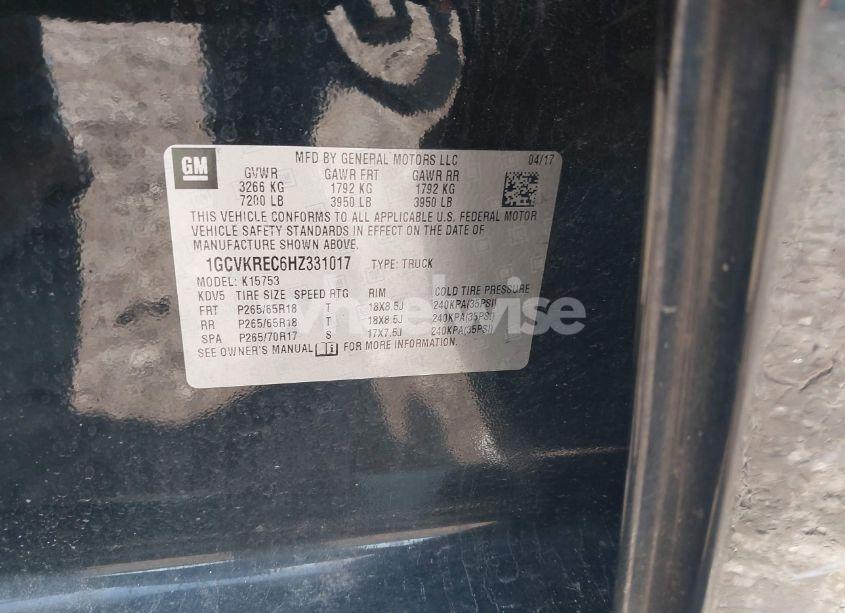 GM
MFD BY GENERAL MOTORS LLC 04/17
GVWR GAWR FRT GAWR RR
3266 KG 1792 KG 1792 KG
7200 LB 3950 LB 3950 LB
THIS VEHICLE CONFORMS TO ALL APPLICABLE U.S. FEDERAL MOTOR
VEHICLE SAFETY STANDARDS IN EFFECT ON THE DATE OF
MANUFACTURE SHOWN ABOVE.
1GCVKREC6HZ331017 TYPE: TRUCK
MODEL: K15753
KDV5 TIRE SIZE SPEED RTG RIM COLD TIRE PRESSURE
FRT P265/65R18 T 18X8.5J 240KPA(35PSI)
RR P265/65R18 T 18X8.5J 240KPA(35PSI)
SPA P265/70R17 S 17X7.5J 240KPA(35PSI)
SEE OWNER'S MANUAL FOR MORE INFORMATION.